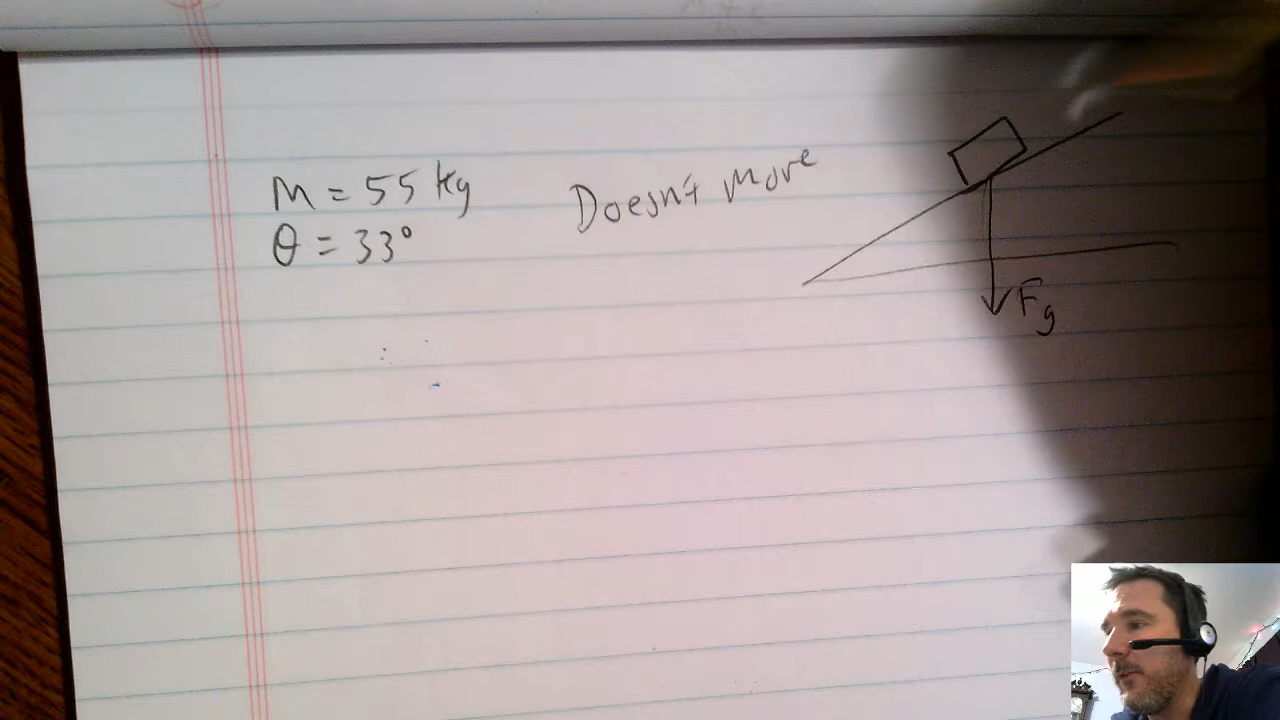 M = 55 kg
θ = 33°
Doesn't Move
Fg